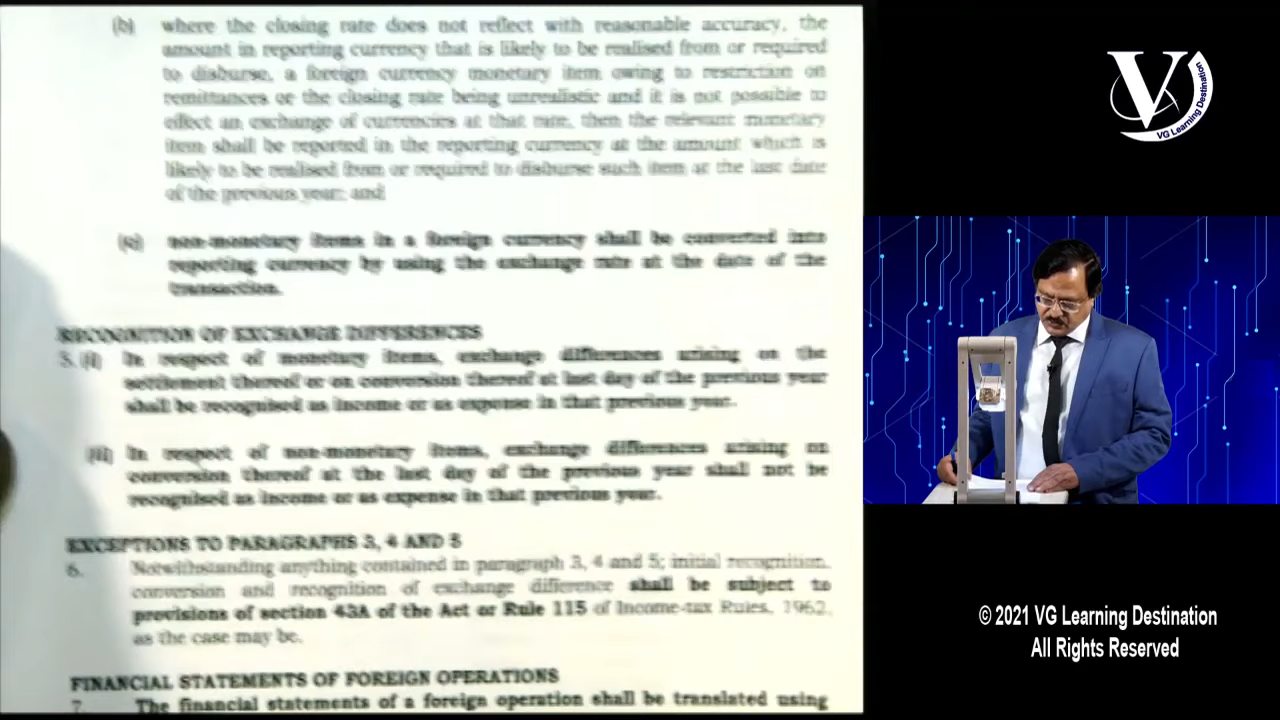 (b) where the closing rate does not reflect with reasonable accuracy, the
amount in reporting currency that is likely to be realised from or required
to disburse, a foreign currency monetary item owing to restriction on
remittances or the closing rate being unrealistic and it is not possible to
effect an exchange of currencies at that rate, then the relevant monetary
item shall be reported in the reporting currency at the amount which is
likely to be realised from or required to disburse such item at the last date
of the previous year; and
(c) non-monetary items in a foreign currency shall be converted into
reporting currency by using the exchange rate at the date of the
transaction.
RECOGNITION OF EXCHANGE DIFFERENCES
5. (i) In respect of monetary items, exchange differences arising on the
settlement thereof or on conversion thereof at last day of the previous year
shall be recognised as income or as expense in that previous year.
(ii) In respect of non-monetary items, exchange differences arising on
conversion thereof at the last day of the previous year shall not be
recognised as income or as expense in that previous year.
EXCEPTIONS TO PARAGRAPHS 3, 4 AND 5
6. Notwithstanding anything contained in paragraph 3, 4 and 5; initial recognition,
conversion and recognition of exchange difference shall be subject to
provisions of section 43A of the Act or Rule 115 of Income-tax Rules, 1962,
as the case may be.
FINANCIAL STATEMENTS OF FOREIGN OPERATIONS
7. The financial statements of a foreign operation shall be translated using
VG Learning Destination
© 2021 VG Learning Destination
All Rights Reserved